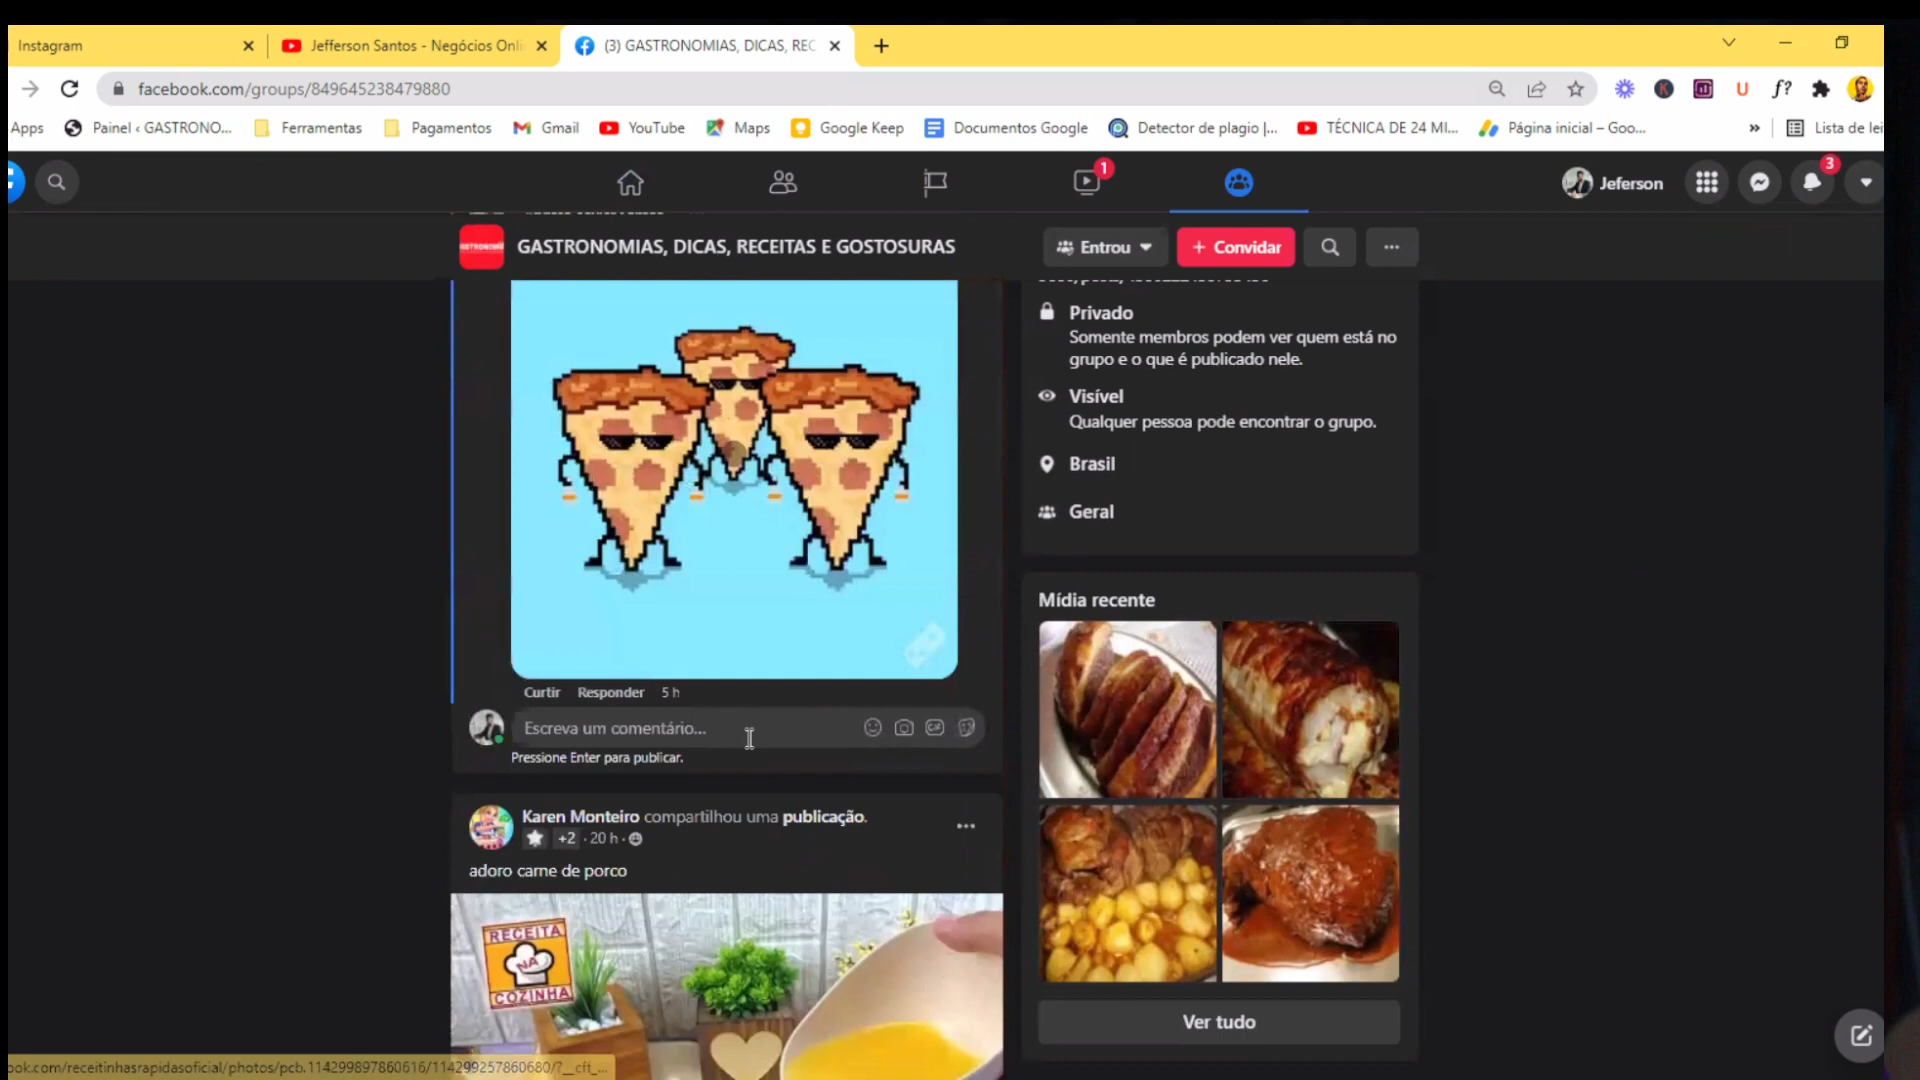 Instagram
Jefferson Santos - Negócios Onli
(3) GASTRONOMIAS, DICAS, REC
facebook.com/groups/849645238479880
Apps
Painel ‹ GASTRONO...
Ferramentas
Pagamentos
Gmail
YouTube
Maps
Google Keep
Documentos Google
Detector de plagio |...
TÉCNICA DE 24 MI...
Página inicial – Goo...
Lista de lei
1
Jeferson
3
GASTRONOMIAS, DICAS, RECEITAS E GOSTOSURAS
Entrou
+ Convidar
Privado
Somente membros podem ver quem está no
grupo e o que é publicado nele.
Visível
Qualquer pessoa pode encontrar o grupo.
Brasil
Geral
Curtir Responder 5 h
Escreva um comentário...
GIF
Pressione Enter para publicar.
Karen Monteiro compartilhou uma publicação.
+2 · 20 h ·
adoro carne de porco
RECEITA
NA
COZINHA
Mídia recente
Ver tudo
ook.com/receitinhasrapidasoficial/photos/pcb.114299897860616/114299257860680/?__cft_...